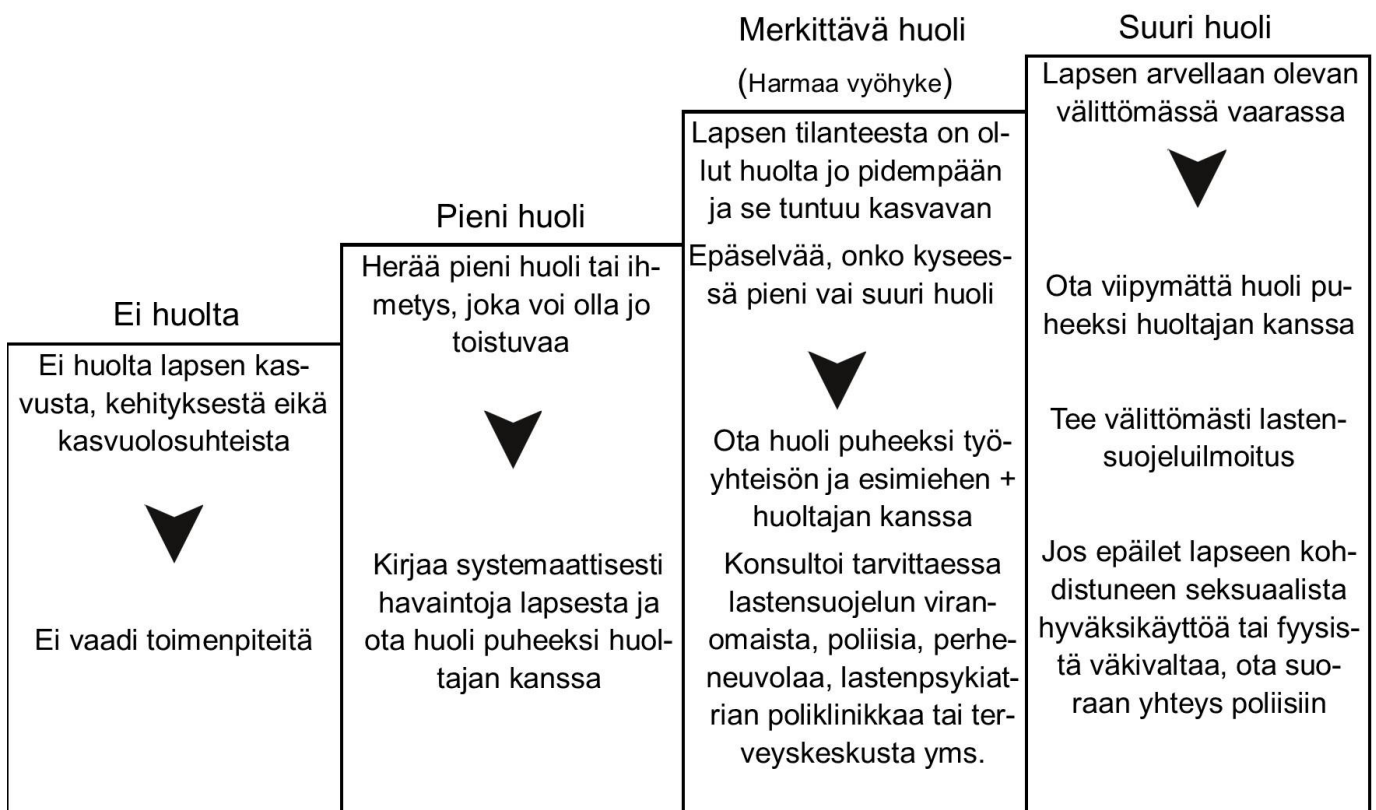 Ei huolta
Ei huolta lapsen kas-
vusta, kehityksestä eikä
kasvuolosuhteista
Ei vaadi toimenpiteitä
Pieni huoli
Herää pieni huoli tai ih-
metys, joka voi olla jo
toistuvaa
Kirjaa systemaattisesti
havaintoja lapsesta ja
ota huoli puheeksi huol-
tajan kanssa
Merkittävä huoli
(Harmaa vyöhyke)
Lapsen tilanteesta on ol-
lut huolta jo pidempään
ja se tuntuu kasvavan
Epäselvää, onko kysees-
sä pieni vai suuri huoli
Ota huoli puheeksi työ-
yhteisön ja esimiehen +
huoltajan kanssa
Konsultoi tarvittaessa
lastensuojelun viran-
omaista, poliisia, perhe-
neuvolaa, lastenpsykiat-
rian poliklinikkaa tai ter-
veyskeskusta yms.
Suuri huoli
Lapsen arvellaan olevan
välittömässä vaarassa
Ota viipymättä huoli pu-
heeksi huoltajan kanssa
Tee välittömästi lasten-
suojeluilmoitus
Jos epäilet lapseen koh-
distuneen seksuaalista
hyväksikäyttöä tai fyysis-
tä väkivaltaa, ota suo-
raan yhteys poliisiin